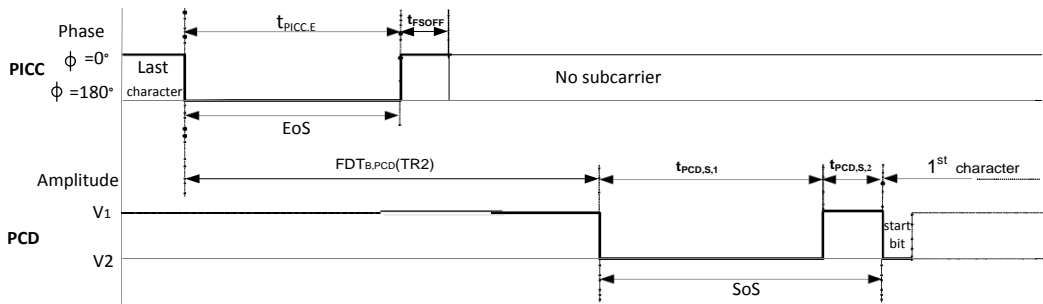 Phase
tPICC,E
tFSOFF
ϕ =0°
PICC
ϕ =180°
Last
character
No subcarrier
EoS
FDTB,PCD(TR2)
tPCD,S,1
tPCD,S,2
1st character
Amplitude
V1
PCD
V2
start
bit
SoS